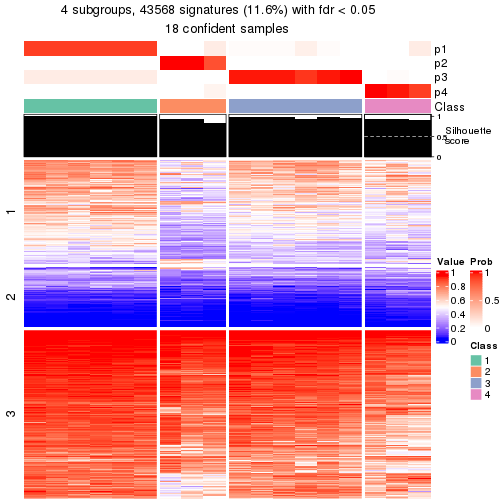 4 subgroups, 43568 signatures (11.6%) with fdr < 0.05
18 confident samples
p1
p2
p3
p4
Class
1
0.5
0
Silhouette
score
1
2
3
Value
1
0.8
0.6
0.4
0.2
0
Prob
1
0.5
0
Class
1
2
3
4